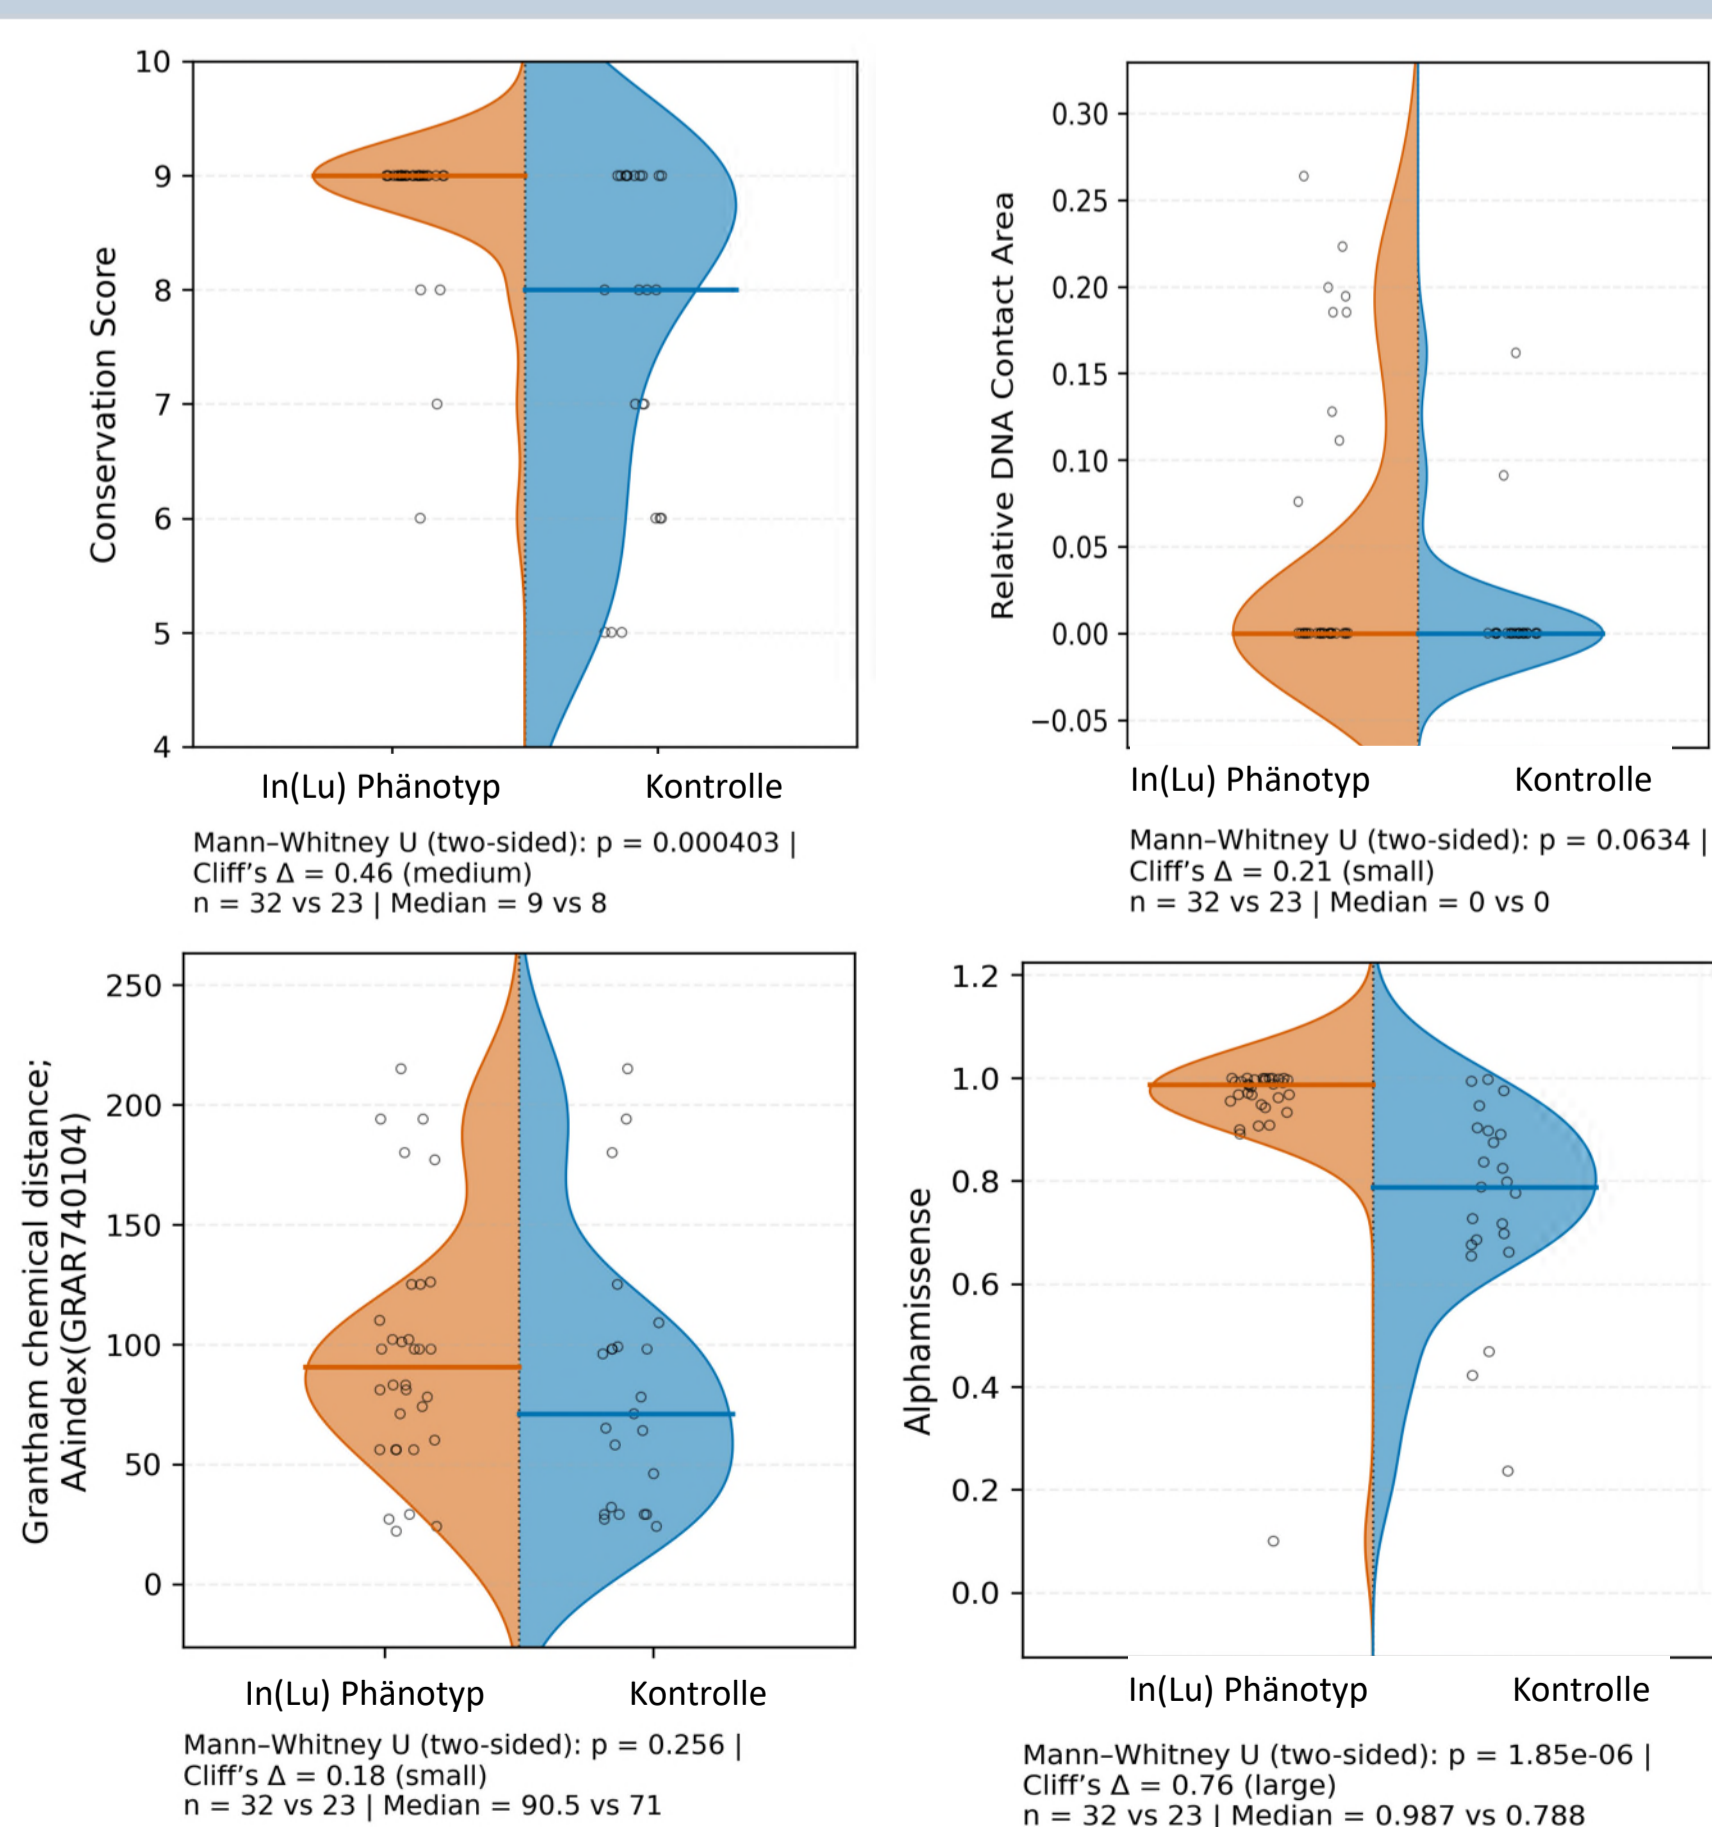 10
9
8
7
6
5
4
Conservation Score
In(Lu) Phänotyp
Kontrolle
Mann–Whitney U (two-sided): p = 0.000403 |
Cliff’s Δ = 0.46 (medium)
n = 32 vs 23 | Median = 9 vs 8
0.30
0.25
0.20
0.15
0.10
0.05
0.00
−0.05
Relative DNA Contact Area
In(Lu) Phänotyp
Kontrolle
Mann–Whitney U (two-sided): p = 0.0634 |
Cliff’s Δ = 0.21 (small)
n = 32 vs 23 | Median = 0 vs 0
250
200
150
100
50
0
Grantham chemical distance;
AAindex(GRAR740104)
In(Lu) Phänotyp
Kontrolle
Mann–Whitney U (two-sided): p = 0.256 |
Cliff’s Δ = 0.18 (small)
n = 32 vs 23 | Median = 90.5 vs 71
1.2
1.0
0.8
0.6
0.4
0.2
0.0
Alphamissense
In(Lu) Phänotyp
Kontrolle
Mann–Whitney U (two-sided): p = 1.85e-06 |
Cliff’s Δ = 0.76 (large)
n = 32 vs 23 | Median = 0.987 vs 0.788